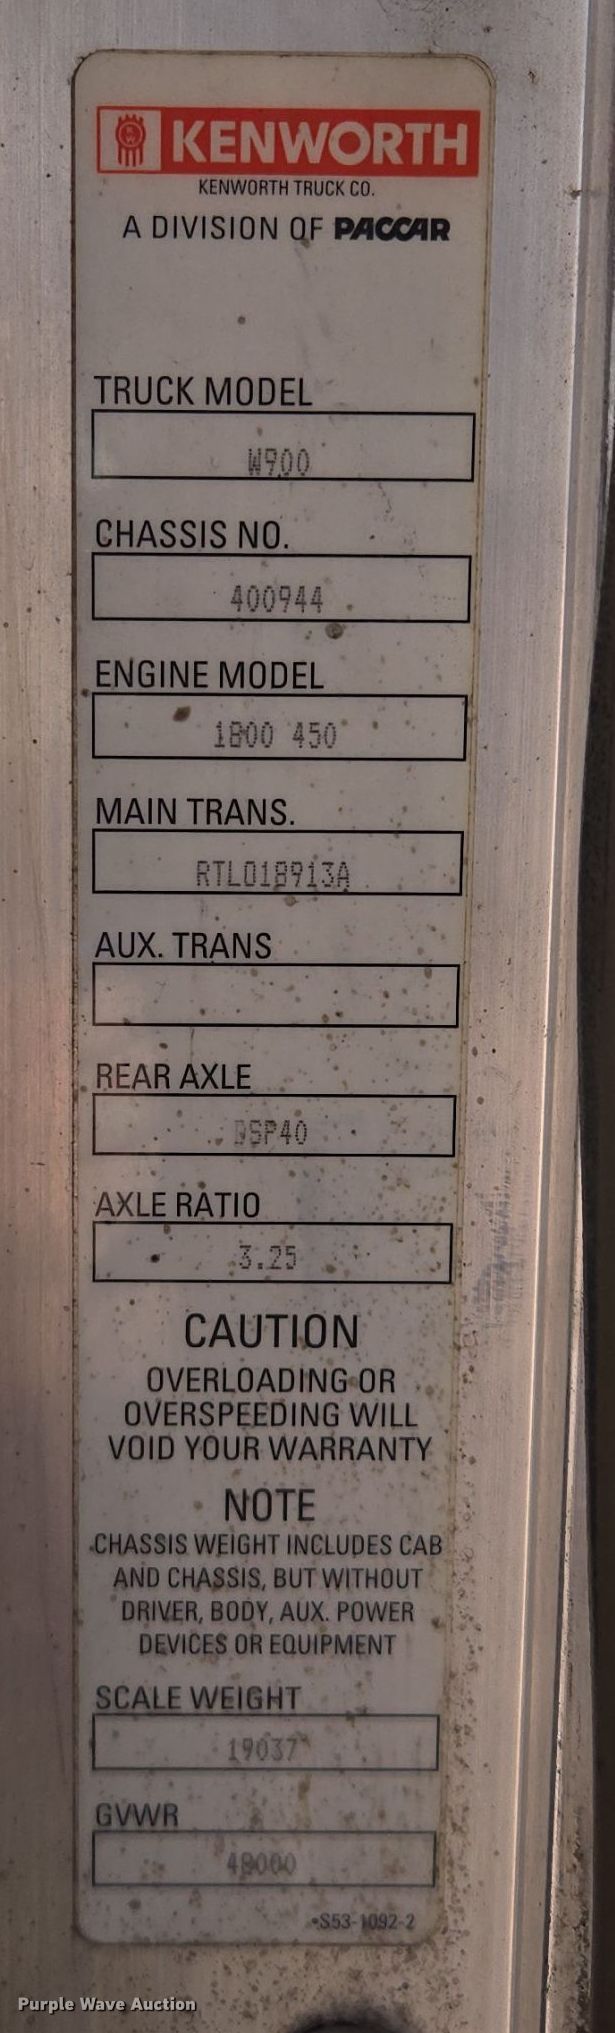 KENWORTH
KENWORTH TRUCK CO.
A DIVISION OF PACCAR
TRUCK MODEL
W900
CHASSIS NO.
400944
ENGINE MODEL
1800 450
MAIN TRANS.
RTLO18913A
AUX. TRANS
REAR AXLE
DSP40
AXLE RATIO
3.25
CAUTION
OVERLOADING OR
OVERSPEEDING WILL
VOID YOUR WARRANTY
NOTE
CHASSIS WEIGHT INCLUDES CAB
AND CHASSIS, BUT WITHOUT
DRIVER, BODY, AUX. POWER
DEVICES OR EQUIPMENT
SCALE WEIGHT
19037
GVWR
48000
S53-1092-2
Purple Wave Auction